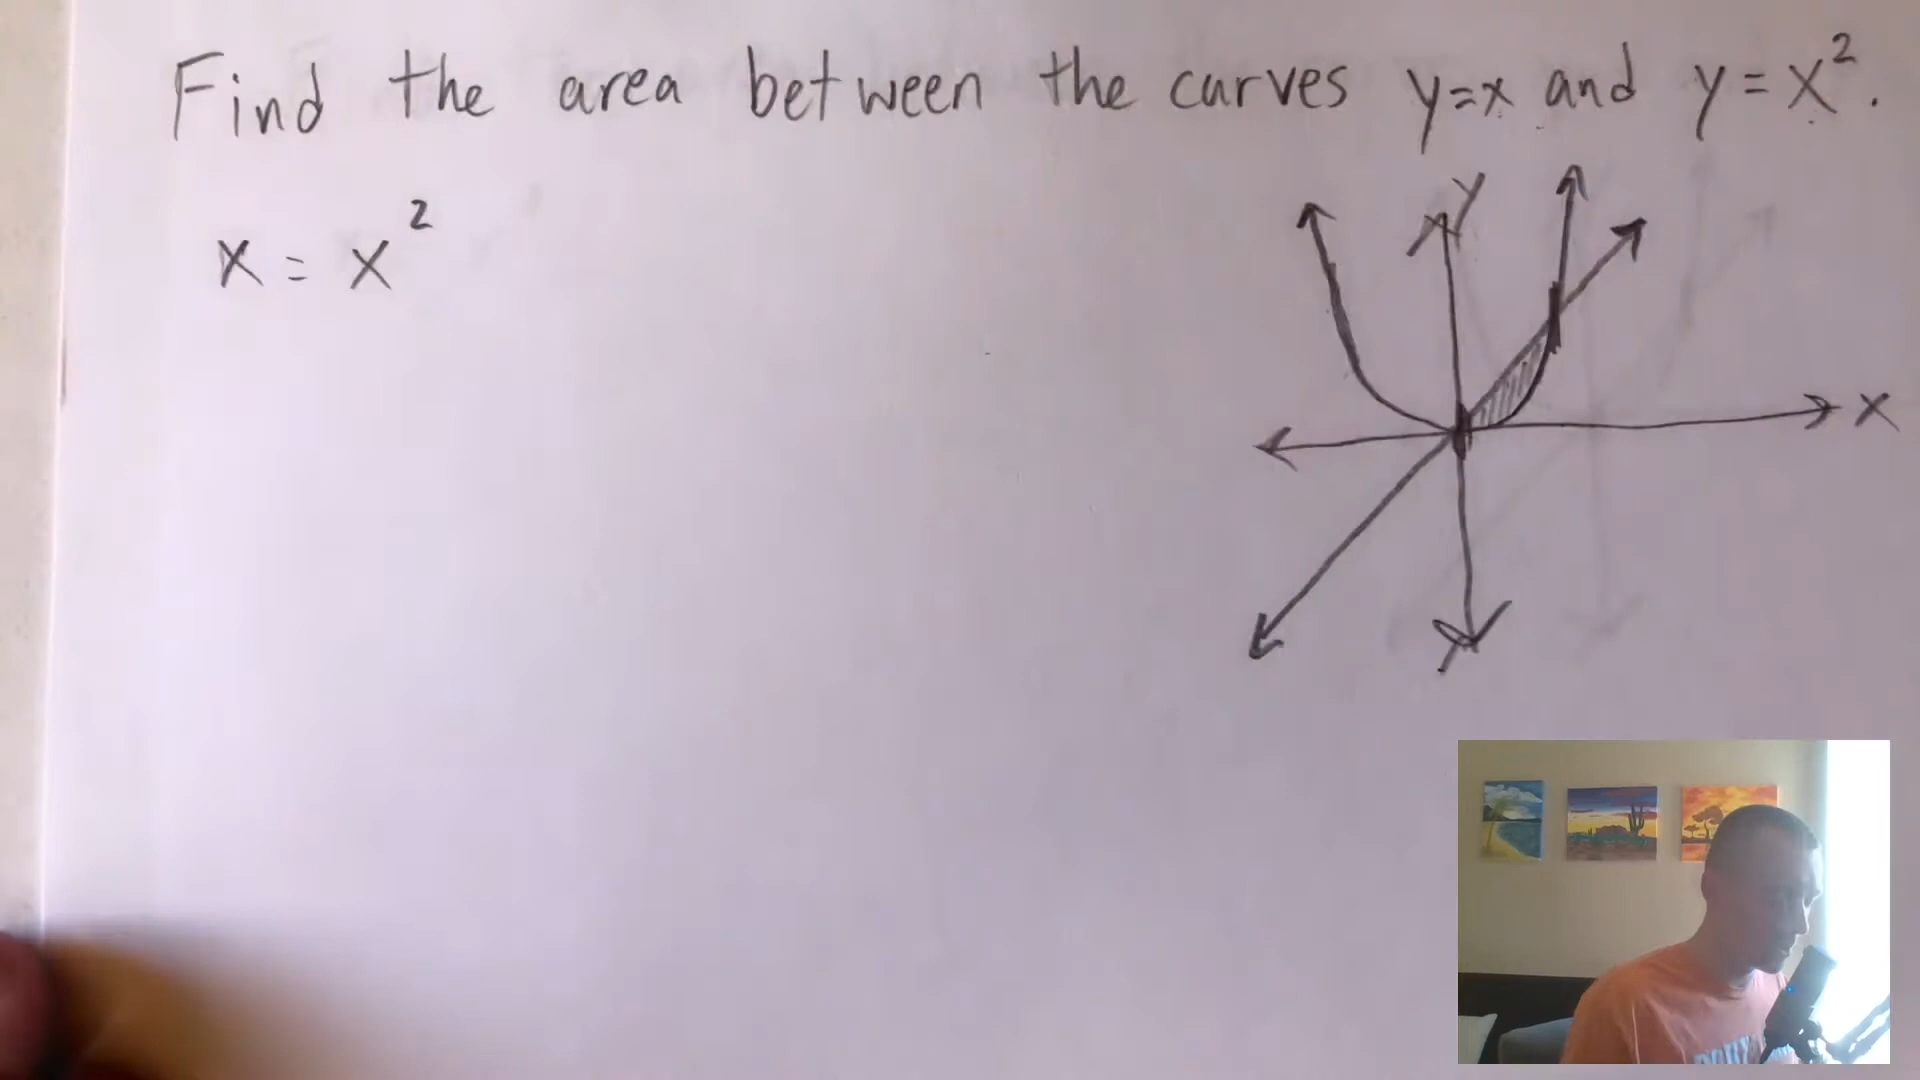 Find the area between the curves y=x and y=x².
x = x²
y
x